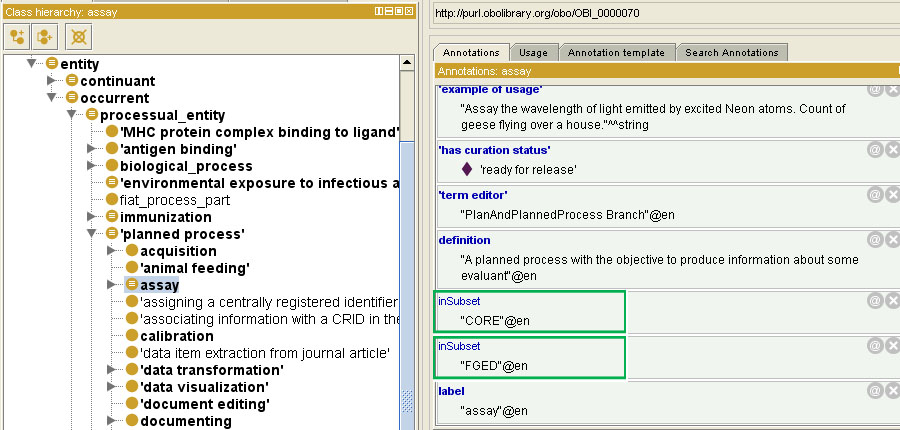 Class hierarchy: assay
entity
continuant
occurrent
processual_entity
'MHC protein complex binding to ligand'
'antigen binding'
biological_process
'environmental exposure to infectious a
fiat_process_part
immunization
'planned process'
acquisition
'animal feeding'
assay
'assigning a centrally registered identifier
'associating information with a CRID in the
calibration
'data item extraction from journal article'
'data transformation'
'data visualization'
'document editing'
documenting
http://purl.obolibrary.org/obo/OBI_0000070
Annotations Usage Annotation template Search Annotations
Annotations: assay
'example of usage'
"Assay the wavelength of light emitted by excited Neon atoms. Count of
geese flying over a house."^^string
'has curation status'
'ready for release'
'term editor'
"PlanAndPlannedProcess Branch"@en
definition
"A planned process with the objective to produce information about some
evaluant"@en
inSubset
"CORE"@en
inSubset
"FGED"@en
label
"assay"@en